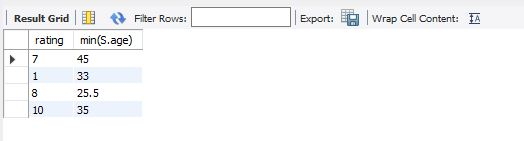 Result Grid Filter Rows: Export: Wrap Cell Content: IA
rating min(S.age)
7 45
1 33
8 25.5
10 35